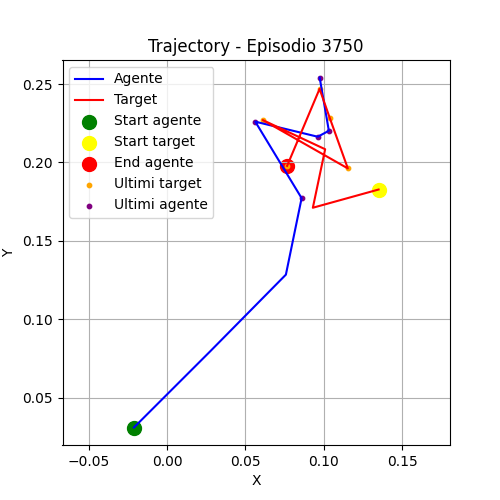 Trajectory - Episodio 3750
Agente
Target
Start agente
Start target
End agente
Ultimi target
Ultimi agente
0.25
0.20
0.15
0.10
0.05
Y
−0.05
0.00
0.05
0.10
0.15
X